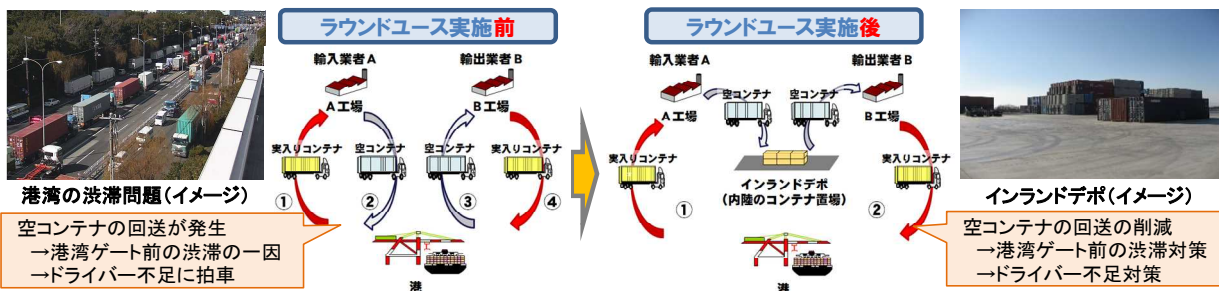 ラウンドユース実施前
輸入業者A
輸出業者B
A工場
B工場
実入りコンテナ
空コンテナ
空コンテナ
実入りコンテナ
①
②
③
④
港
港湾の渋滞問題(イメージ)
空コンテナの回送が発生
→港湾ゲート前の渋滞の一因
→ドライバー不足に拍車
ラウンドユース実施後
輸入業者A
輸出業者B
空コンテナ
空コンテナ
A工場
B工場
実入りコンテナ
実入りコンテナ
インランドデポ
(内陸のコンテナ置場)
①
②
港
インランドデポ(イメージ)
空コンテナの回送の削減
→港湾ゲート前の渋滞対策
→ドライバー不足対策